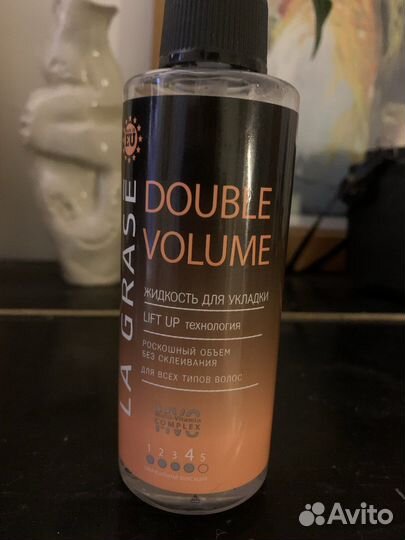 EU
LA GRASE
DOUBLE
VOLUME
ЖИДКОСТЬ ДЛЯ УКЛАДКИ
LIFT UP технология
РОСКОШНЫЙ ОБЪЕМ
БЕЗ СКЛЕИВАНИЯ
ДЛЯ ВСЕХ ТИПОВ ВОЛОС
COMPLEX
1 2 3 4 5
Avito